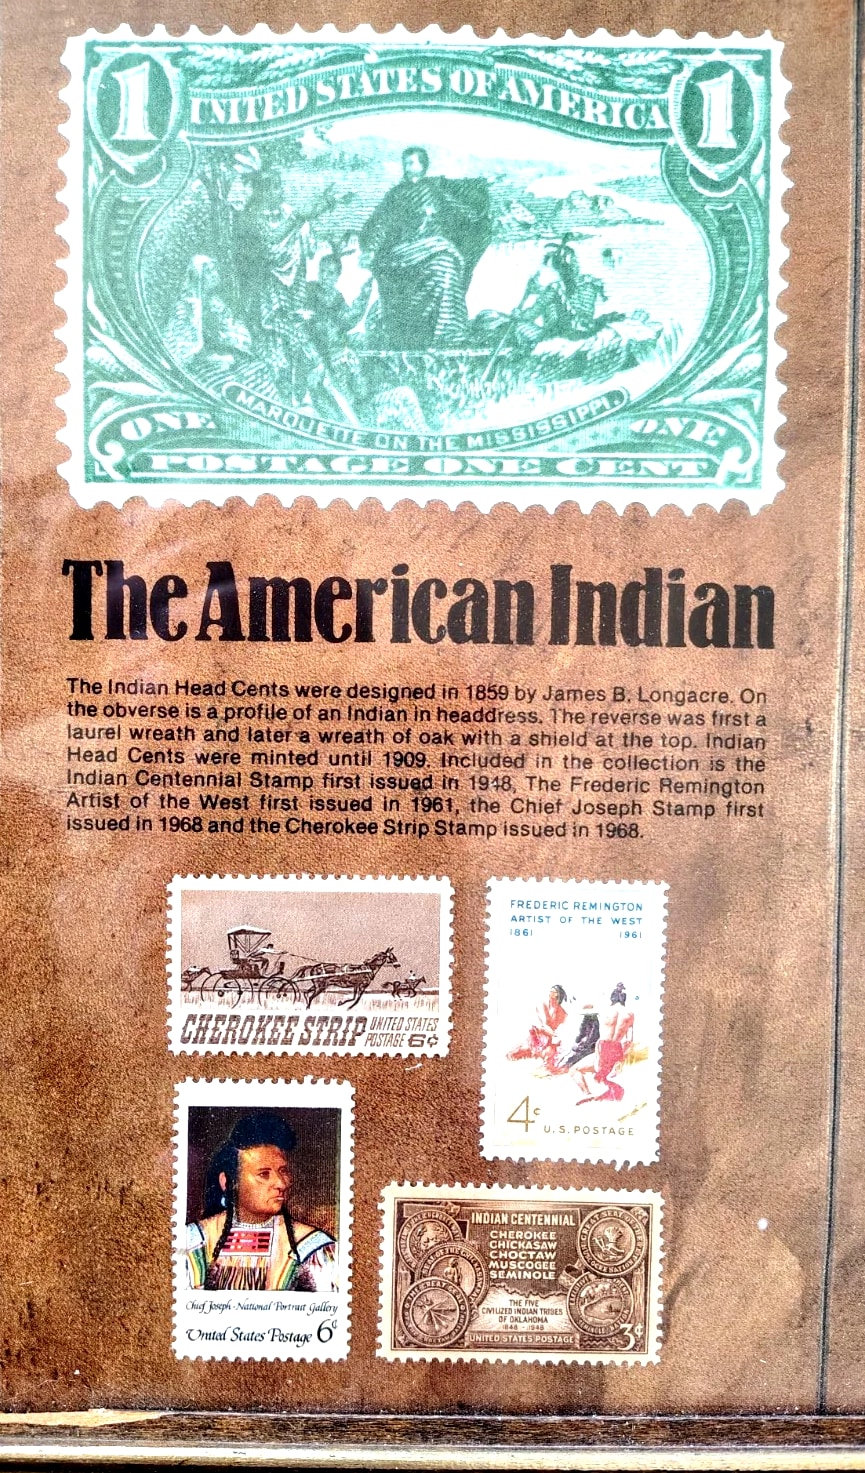 1 UNITED STATES OF AMERICA 1
MARQUETTE ON THE MISSISSIPPI.
ONE ONE
POSTAGE ONE CENT
The American Indian
The Indian Head Cents were designed in 1859 by James B. Longacre. On
the obverse is a profile of an Indian in headdress. The reverse was first a
laurel wreath and later a wreath of oak with a shield at the top. Indian
Head Cents were minted until 1909. Included in the collection is the
Indian Centennial Stamp first issued in 1948, The Frederic Remington
Artist of the West first issued in 1961, the Chief Joseph Stamp first
issued in 1968 and the Cherokee Strip Stamp issued in 1968.
CHEROKEE STRIP UNITED STATES
POSTAGE 6¢
FREDERIC REMINGTON
ARTIST OF THE WEST
1861 1961
4c U.S. POSTAGE
Chief Joseph - National Portrait Gallery
United States Postage 6¢
INDIAN CENTENNIAL
CHEROKEE
CHICKASAW
CHOCTAW
MUSCOGEE
SEMINOLE
THE FIVE
CIVILIZED INDIAN TRIBES
OF OKLAHOMA
1848 - 1948
UNITED STATES POSTAGE 3¢